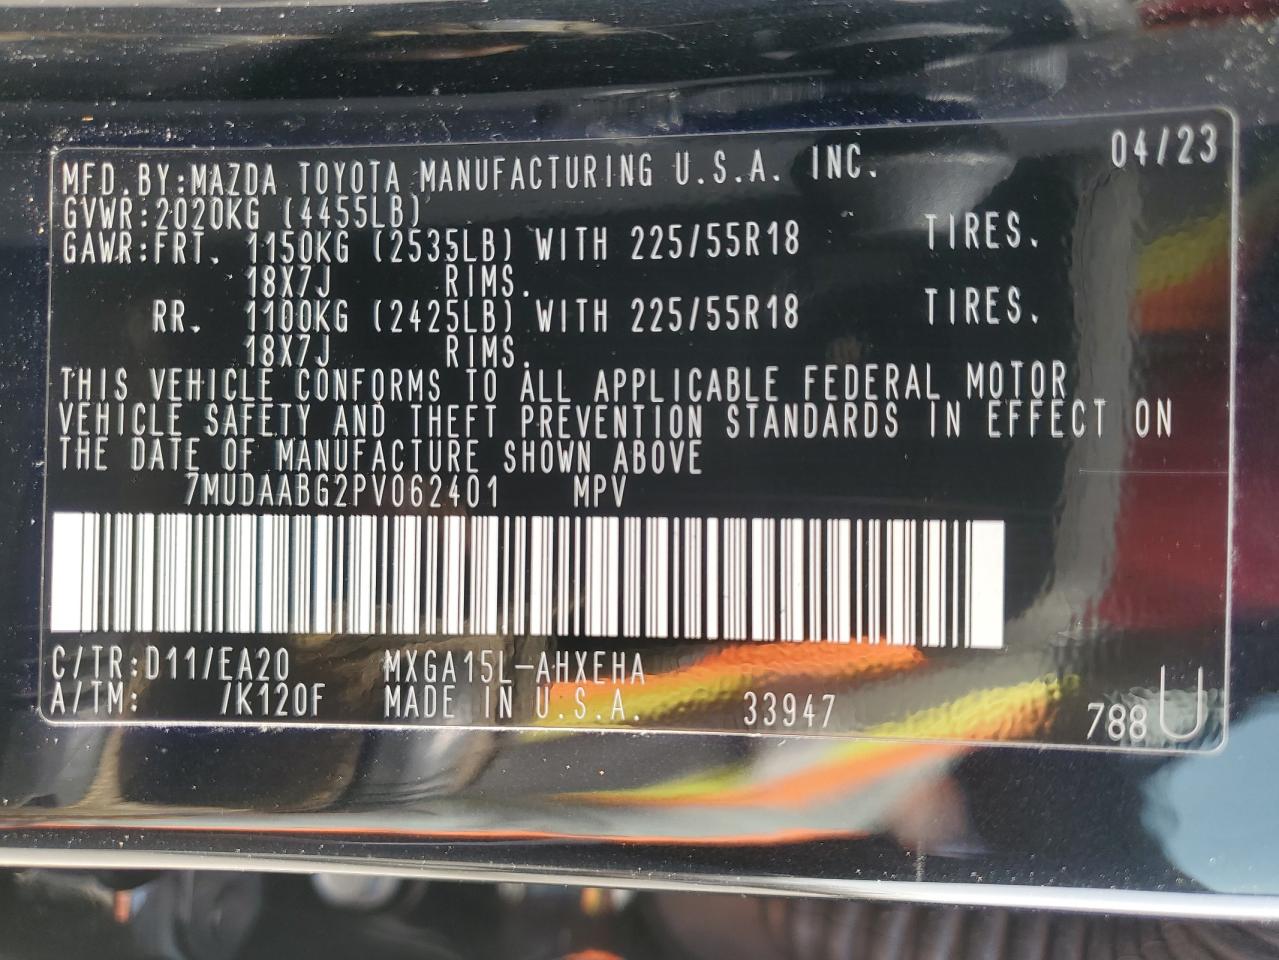 04/23
MFD.BY:MAZDA TOYOTA MANUFACTURING U.S.A. INC.
GVWR:2020KG (4455LB)
GAWR:FRT. 1150KG (2535LB) WITH 225/55R18 TIRES.
18X7J RIMS.
RR. 1100KG (2425LB) WITH 225/55R18 TIRES.
18X7J RIMS.
THIS VEHICLE CONFORMS TO ALL APPLICABLE FEDERAL MOTOR
VEHICLE SAFETY AND THEFT PREVENTION STANDARDS IN EFFECT ON
THE DATE OF MANUFACTURE SHOWN ABOVE
7MUDAABG2PV062401 MPV
C/TR:D11/EA20 MXGA15L-AHXEHA
A/TM: /K120F MADE IN U.S.A. 33947 788 U